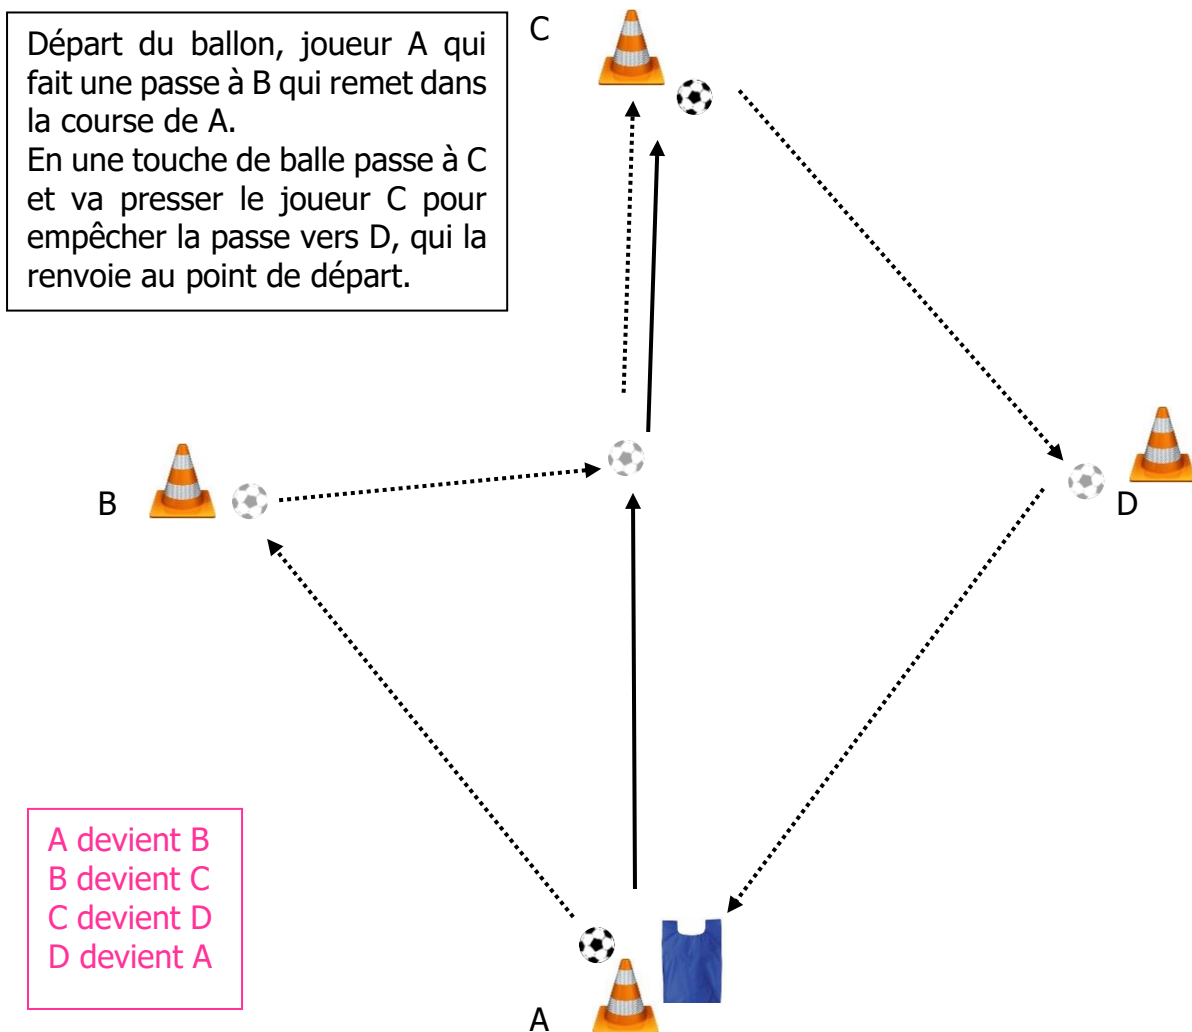 Départ du ballon, joueur A qui
fait une passe à B qui remet dans
la course de A.
En une touche de balle passe à C
et va presser le joueur C pour
empêcher la passe vers D, qui la
renvoie au point de départ.
C
B
D
A devient B
B devient C
C devient D
D devient A
A